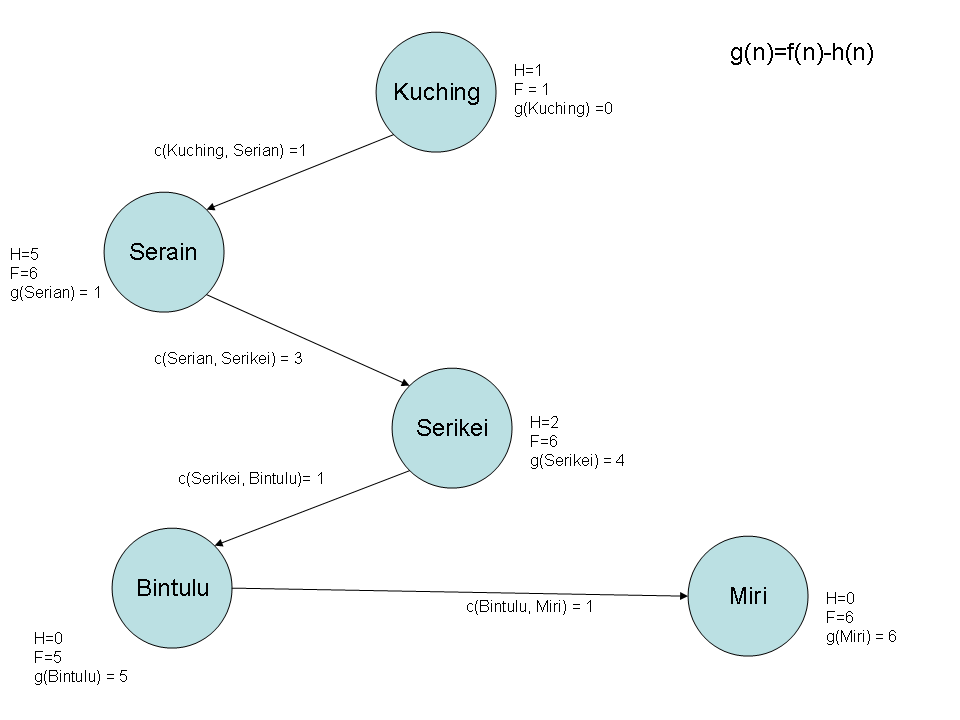 g(n)=f(n)-h(n)
Kuching
H=1
F = 1
g(Kuching) =0
c(Kuching, Serian) =1
Serain
H=5
F=6
g(Serian) = 1
c(Serian, Serikei) = 3
Serikei
H=2
F=6
g(Serikei) = 4
c(Serikei, Bintulu)= 1
Bintulu
H=0
F=5
g(Bintulu) = 5
c(Bintulu, Miri) = 1
Miri
H=0
F=6
g(Miri) = 6